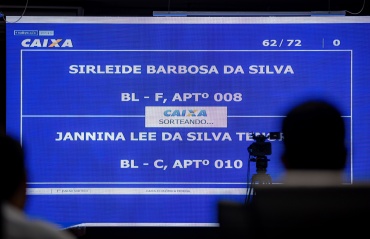 CAIXA 62/72 0
SIRLEIDE BARBOSA DA SILVA
BL - F, APTº 008
CAIXA
SORTEANDO...
JANNINA LEE DA SILVA
BL - C, APTº 010